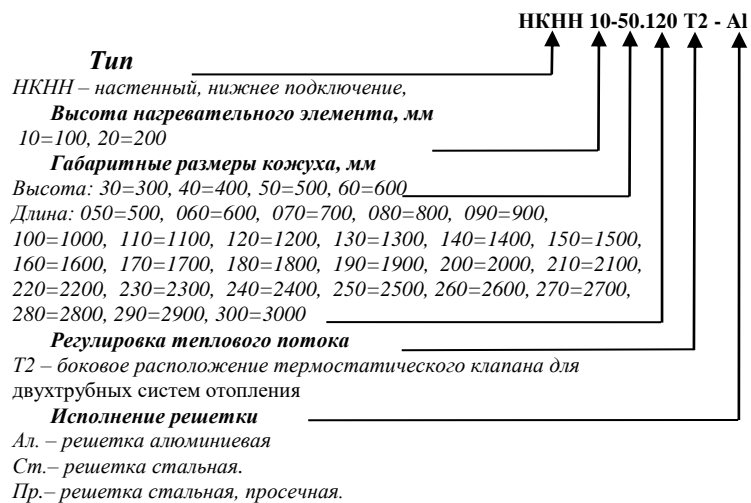 НКНН 10-50.120 Т2 - Al
Тип
НКНН – настенный, нижнее подключение,
Высота нагревательного элемента, мм
10=100, 20=200
Габаритные размеры кожуха, мм
Высота: 30=300, 40=400, 50=500, 60=600
Длина: 050=500, 060=600, 070=700, 080=800, 090=900,
100=1000, 110=1100, 120=1200, 130=1300, 140=1400, 150=1500,
160=1600, 170=1700, 180=1800, 190=1900, 200=2000, 210=2100,
220=2200, 230=2300, 240=2400, 250=2500, 260=2600, 270=2700,
280=2800, 290=2900, 300=3000
Регулировка теплового потока
Т2 – боковое расположение термостатического клапана для
двухтрубных систем отопления
Исполнение решетки
Ал. – решетка алюминиевая
Ст.– решетка стальная.
Пр.– решетка стальная, просечная.